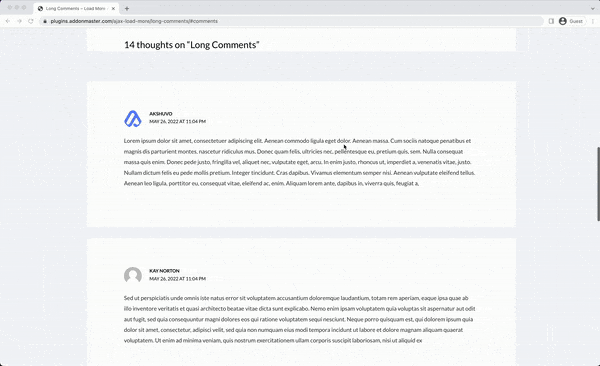 Long Comments – Load More
plugins.addonmaster.com/ajax-load-more/long-comments/#comments
Guest
14 thoughts on “Long Comments”
AKSHUVO
MAY 26, 2022 AT 11:04 PM
Lorem ipsum dolor sit amet, consectetuer adipiscing elit. Aenean commodo ligula eget dolor. Aenean massa. Cum sociis natoque penatibus et
magnis dis parturient montes, nascetur ridiculus mus. Donec quam felis, ultricies nec, pellentesque eu, pretium quis, sem. Nulla consequat
massa quis enim. Donec pede justo, fringilla vel, aliquet nec, vulputate eget, arcu. In enim justo, rhoncus ut, imperdiet a, venenatis vitae, justo.
Nullam dictum felis eu pede mollis pretium. Integer tincidunt. Cras dapibus. Vivamus elementum semper nisi. Aenean vulputate eleifend tellus.
Aenean leo ligula, porttitor eu, consequat vitae, eleifend ac, enim. Aliquam lorem ante, dapibus in, viverra quis, feugiat a,
KAY NORTON
MAY 26, 2022 AT 11:04 PM
Sed ut perspiciatis unde omnis iste natus error sit voluptatem accusantium doloremque laudantium, totam rem aperiam, eaque ipsa quae ab
illo inventore veritatis et quasi architecto beatae vitae dicta sunt explicabo. Nemo enim ipsam voluptatem quia voluptas sit aspernatur aut odit
aut fugit, sed quia consequuntur magni dolores eos qui ratione voluptatem sequi nesciunt. Neque porro quisquam est, qui dolorem ipsum quia
dolor sit amet, consectetur, adipisci velit, sed quia non numquam eius modi tempora incidunt ut labore et dolore magnam aliquam quaerat
voluptatem. Ut enim ad minima veniam, quis nostrum exercitationem ullam corporis suscipit laboriosam, nisi ut aliquid ex